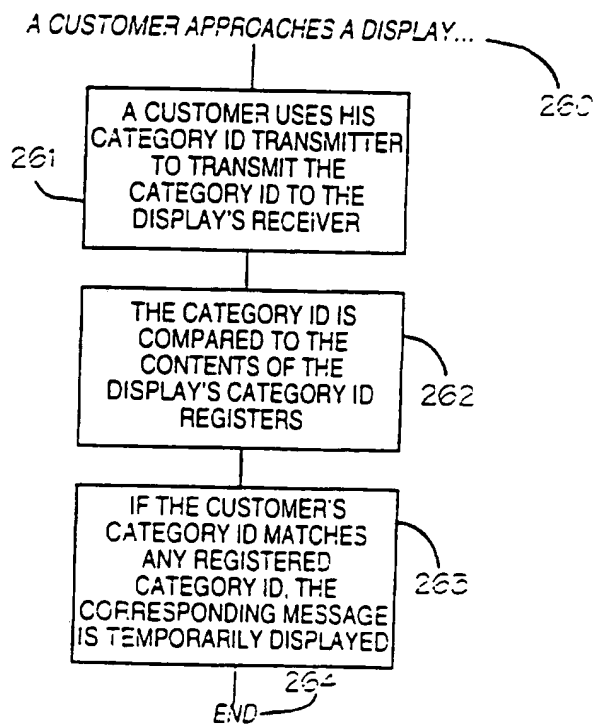 A CUSTOMER APPROACHES A DISPLAY...
260
A CUSTOMER USES HIS
CATEGORY ID TRANSMITTER
TO TRANSMIT THE
CATEGORY ID TO THE
DISPLAY'S RECEIVER
261
THE CATEGORY ID IS
COMPARED TO THE
CONTENTS OF THE
DISPLAY'S CATEGORY ID
REGISTERS
262
IF THE CUSTOMER'S
CATEGORY ID MATCHES
ANY REGISTERED
CATEGORY ID, THE
CORRESPONDING MESSAGE
IS TEMPORARILY DISPLAYED
263
264
END